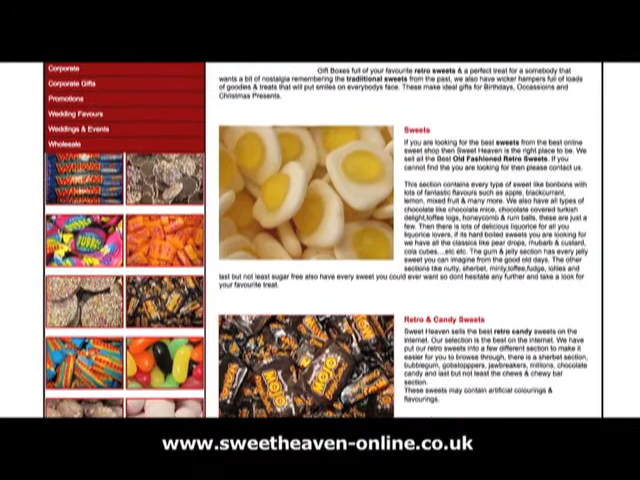 Corporate
Corporate Gifts
Promotions
Wedding Favours
Weddings & Events
Wholesale
Gift Boxes full of your favourite retro sweets & a perfect treat for a somebody that
wants a bit of nostalgia remembering the traditional sweets from the past, we also have wicker hampers full of loads
of goodies & treats that will put smiles on everybodys face. These make ideal gifts for Birthdays, Occassioins and
Christmas Presents.
Sweets
If you are looking for the best sweets from the best online
sweet shop then Sweet Heaven is the right place to be. We
sell all the Best Old Fashioned Retro Sweets. If you
cannot find the you are looking for then please contact us.
This section contains every type of sweet like bonbons with
lots of fantastic flavours such as apple, blackcurrant,
lemon, mixed fruit & many more. We also have all types of
chocolate like chocolate mice, chocolate covered turkish
delight,toffee logs, honeycomb & rum balls, these are just a
few. Then there is lots of delicious liquorice for all you
liquorice lovers, if its hard boiled sweets you are looking for
we have all the classics like pear drops, rhubarb & custard,
cola cubes....etc etc. The gum & jelly section has every jelly
sweet you can imagine from the good old days. The other
sections like nutty, sherbet, minty,toffee,fudge, lollies and
last but not least sugar free also have every sweet you could ever want so dont hesitate any further and take a look for
your favourite treat.
Retro & Candy Sweets
Sweet Heaven sells the best retro candy sweets on the
internet. Our selection is the best on the internet. We have
put our retro sweets into a few different section to make it
easier for you to browse through, there is a sherbet section,
bubblegum, gobstopppers, jawbreakers, millions, chocolate
candy and last but not least the chews & chewy bar
section.
These sweets may contain artificial colourings &
flavourings.
MOJO
MOJO
www.sweetheaven-online.co.uk